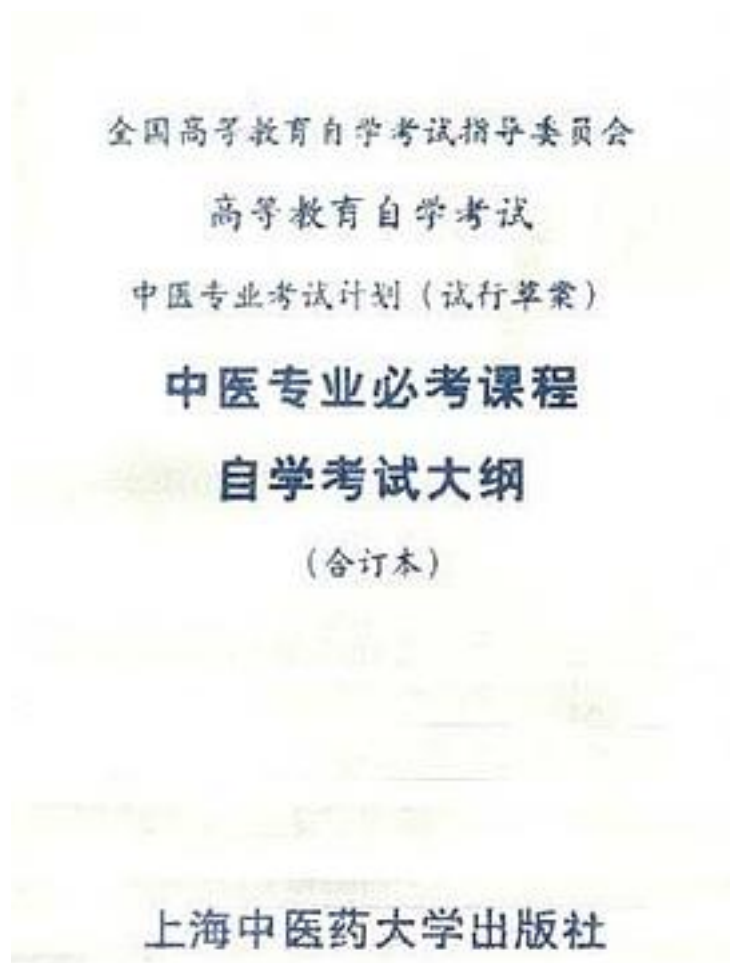 全国高等教育自学考试指导委员会
高等教育自学考试
中医专业考试计划（试行草案）
中医专业必考课程
自学考试大纲
（合订本）
上海中医药大学出版社